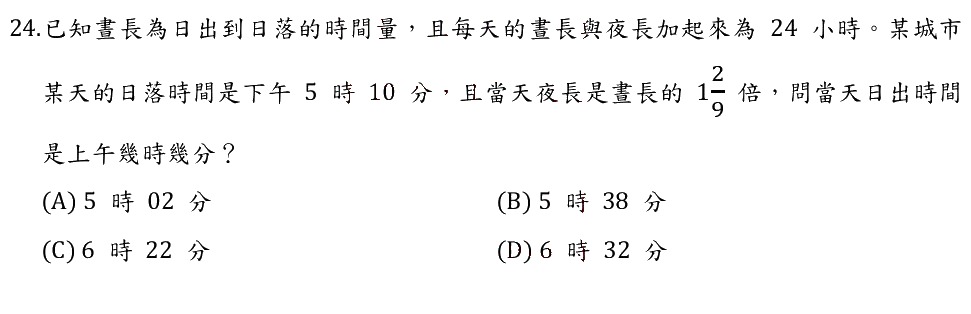 24.已知晝長為日出到日落的時間量，且每天的晝長與夜長加起來為 24 小時。某城市
某天的日落時間是下午 5 時 10 分，且當天夜長是晝長的 1 2/9 倍，問當天日出時間
是上午幾時幾分？
(A) 5 時 02 分 (B) 5 時 38 分
(C) 6 時 22 分 (D) 6 時 32 分